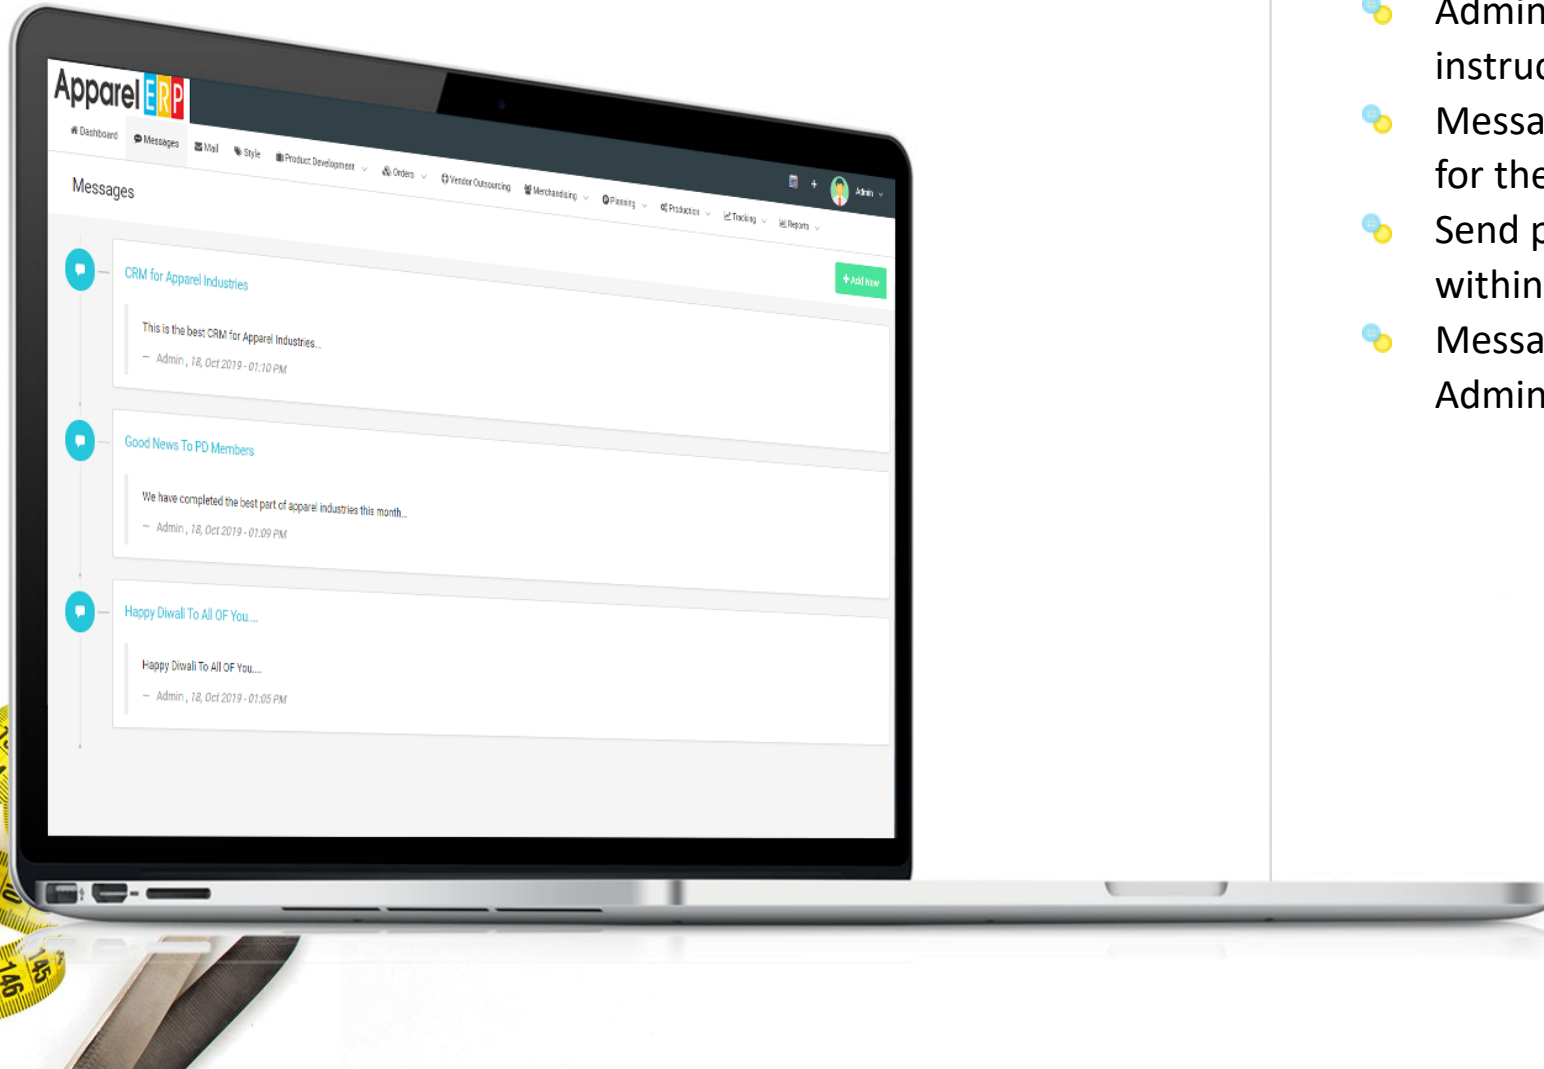 Apparel ERP
Dashboard
Messages
Mail
Style
Product Development
Orders
Vendor Outsourcing
Merchandising
Planning
Production
Tracking
Reports
Admin
Messages
+ Add New
CRM for Apparel Industries
This is the best CRM for Apparel Industries...
— Admin , 18, Oct 2019 - 01:10 PM
Good News To PD Members
We have completed the best part of apparel industries this month...
— Admin , 18, Oct 2019 - 01:09 PM
Happy Diwali To All OF You....
Happy Diwali To All OF You....
— Admin , 18, Oct 2019 - 01:05 PM
Admin
instruc
Messa
for the
Send p
within
Messa
Admin
145
146